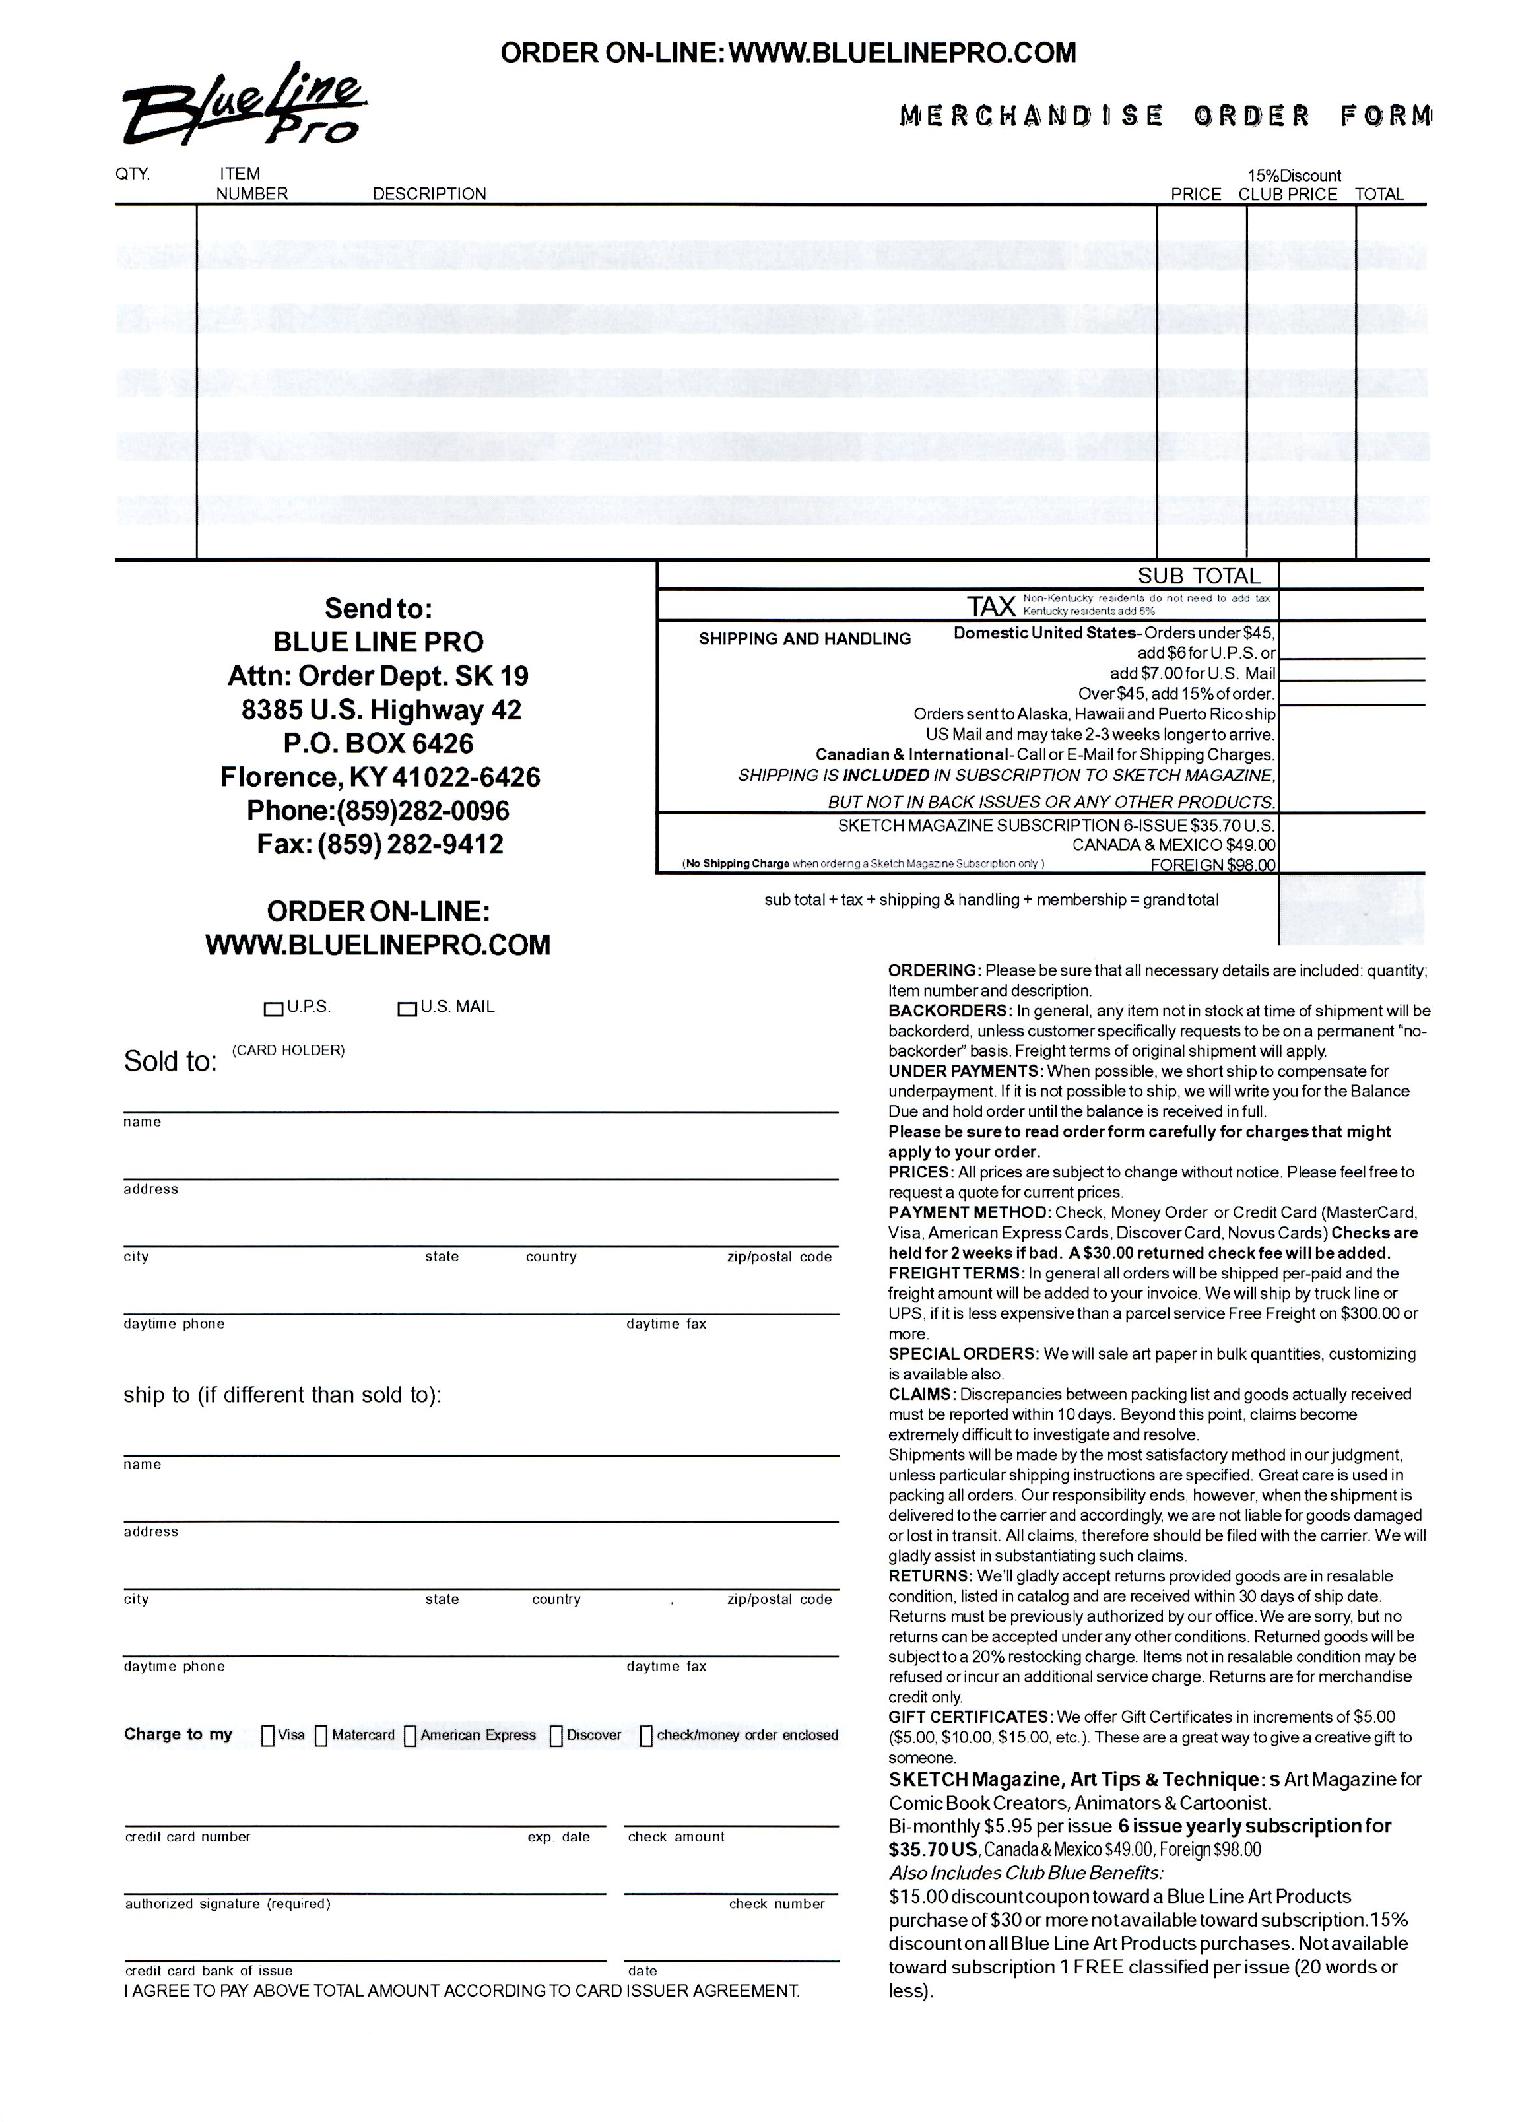 ORDER ON-LINE: WWW.BLUELINEPRO.COM
Blue Line
Pro
MERCHANDISE ORDER FORM
QTY. ITEM NUMBER DESCRIPTION PRICE 15% Discount CLUB PRICE TOTAL
Send to:
BLUE LINE PRO
Attn: Order Dept. SK 19
8385 U.S. Highway 42
P.O. BOX 6426
Florence, KY 41022-6426
Phone:(859)282-0096
Fax: (859) 282-9412
ORDER ON-LINE:
WWW.BLUELINEPRO.COM
SUB TOTAL
TAX Non-Kentucky residents do not need to add tax
Kentucky residents add 6%
SHIPPING AND HANDLING Domestic United States- Orders under $45,
add $6 for U.P.S. or
add $7.00 for U.S. Mail
Over $45, add 15% of order.
Orders sent to Alaska, Hawaii and Puerto Rico ship
US Mail and may take 2-3 weeks longer to arrive.
Canadian & International- Call or E-Mail for Shipping Charges.
SHIPPING IS INCLUDED IN SUBSCRIPTION TO SKETCH MAGAZINE,
BUT NOT IN BACK ISSUES OR ANY OTHER PRODUCTS.
SKETCH MAGAZINE SUBSCRIPTION 6-ISSUE $35.70 U.S.
CANADA & MEXICO $49.00
(No Shipping Charge when ordering a Sketch Magazine Subscription only ) FOREIGN $98.00
sub total + tax + shipping & handling + membership = grand total
U.P.S. U.S. MAIL
Sold to: (CARD HOLDER)
name
address
city state country zip/postal code
daytime phone daytime fax
ship to (if different than sold to):
name
address
city state country zip/postal code
daytime phone daytime fax
Charge to my Visa Matercard American Express Discover check/money order enclosed
credit card number exp. date check amount
authorized signature (required) check number
credit card bank of issue date
I AGREE TO PAY ABOVE TOTAL AMOUNT ACCORDING TO CARD ISSUER AGREEMENT.
ORDERING: Please be sure that all necessary details are included: quantity;
Item number and description.
BACKORDERS: In general, any item not in stock at time of shipment will be
backorderd, unless customer specifically requests to be on a permanent "no-
backorder" basis. Freight terms of original shipment will apply.
UNDER PAYMENTS: When possible, we short ship to compensate for
underpayment. If it is not possible to ship, we will write you for the Balance
Due and hold order until the balance is received in full.
Please be sure to read order form carefully for charges that might
apply to your order.
PRICES: All prices are subject to change without notice. Please feel free to
request a quote for current prices.
PAYMENT METHOD: Check, Money Order or Credit Card (MasterCard,
Visa, American Express Cards, Discover Card, Novus Cards) Checks are
held for 2 weeks if bad. A $30.00 returned check fee will be added.
FREIGHT TERMS: In general all orders will be shipped per-paid and the
freight amount will be added to your invoice. We will ship by truck line or
UPS, if it is less expensive than a parcel service Free Freight on $300.00 or
more.
SPECIAL ORDERS: We will sale art paper in bulk quantities, customizing
is available also.
CLAIMS: Discrepancies between packing list and goods actually received
must be reported within 10 days. Beyond this point, claims become
extremely difficult to investigate and resolve.
Shipments will be made by the most satisfactory method in our judgment,
unless particular shipping instructions are specified. Great care is used in
packing all orders. Our responsibility ends, however, when the shipment is
delivered to the carrier and accordingly, we are not liable for goods damaged
or lost in transit. All claims, therefore should be filed with the carrier. We will
gladly assist in substantiating such claims.
RETURNS: We'll gladly accept returns provided goods are in resalable
condition, listed in catalog and are received within 30 days of ship date.
Returns must be previously authorized by our office. We are sorry, but no
returns can be accepted under any other conditions. Returned goods will be
subject to a 20% restocking charge. Items not in resalable condition may be
refused or incur an additional service charge. Returns are for merchandise
credit only.
GIFT CERTIFICATES: We offer Gift Certificates in increments of $5.00
($5.00, $10.00, $15.00, etc.). These are a great way to give a creative gift to
someone.
SKETCH Magazine, Art Tips & Technique: s Art Magazine for
Comic Book Creators, Animators & Cartoonist.
Bi-monthly $5.95 per issue 6 issue yearly subscription for
$35.70 US, Canada & Mexico $49.00, Foreign $98.00
Also Includes Club Blue Benefits:
$15.00 discount coupon toward a Blue Line Art Products
purchase of $30 or more not available toward subscription. 15%
discount on all Blue Line Art Products purchases. Not available
toward subscription 1 FREE classified per issue (20 words or
less).